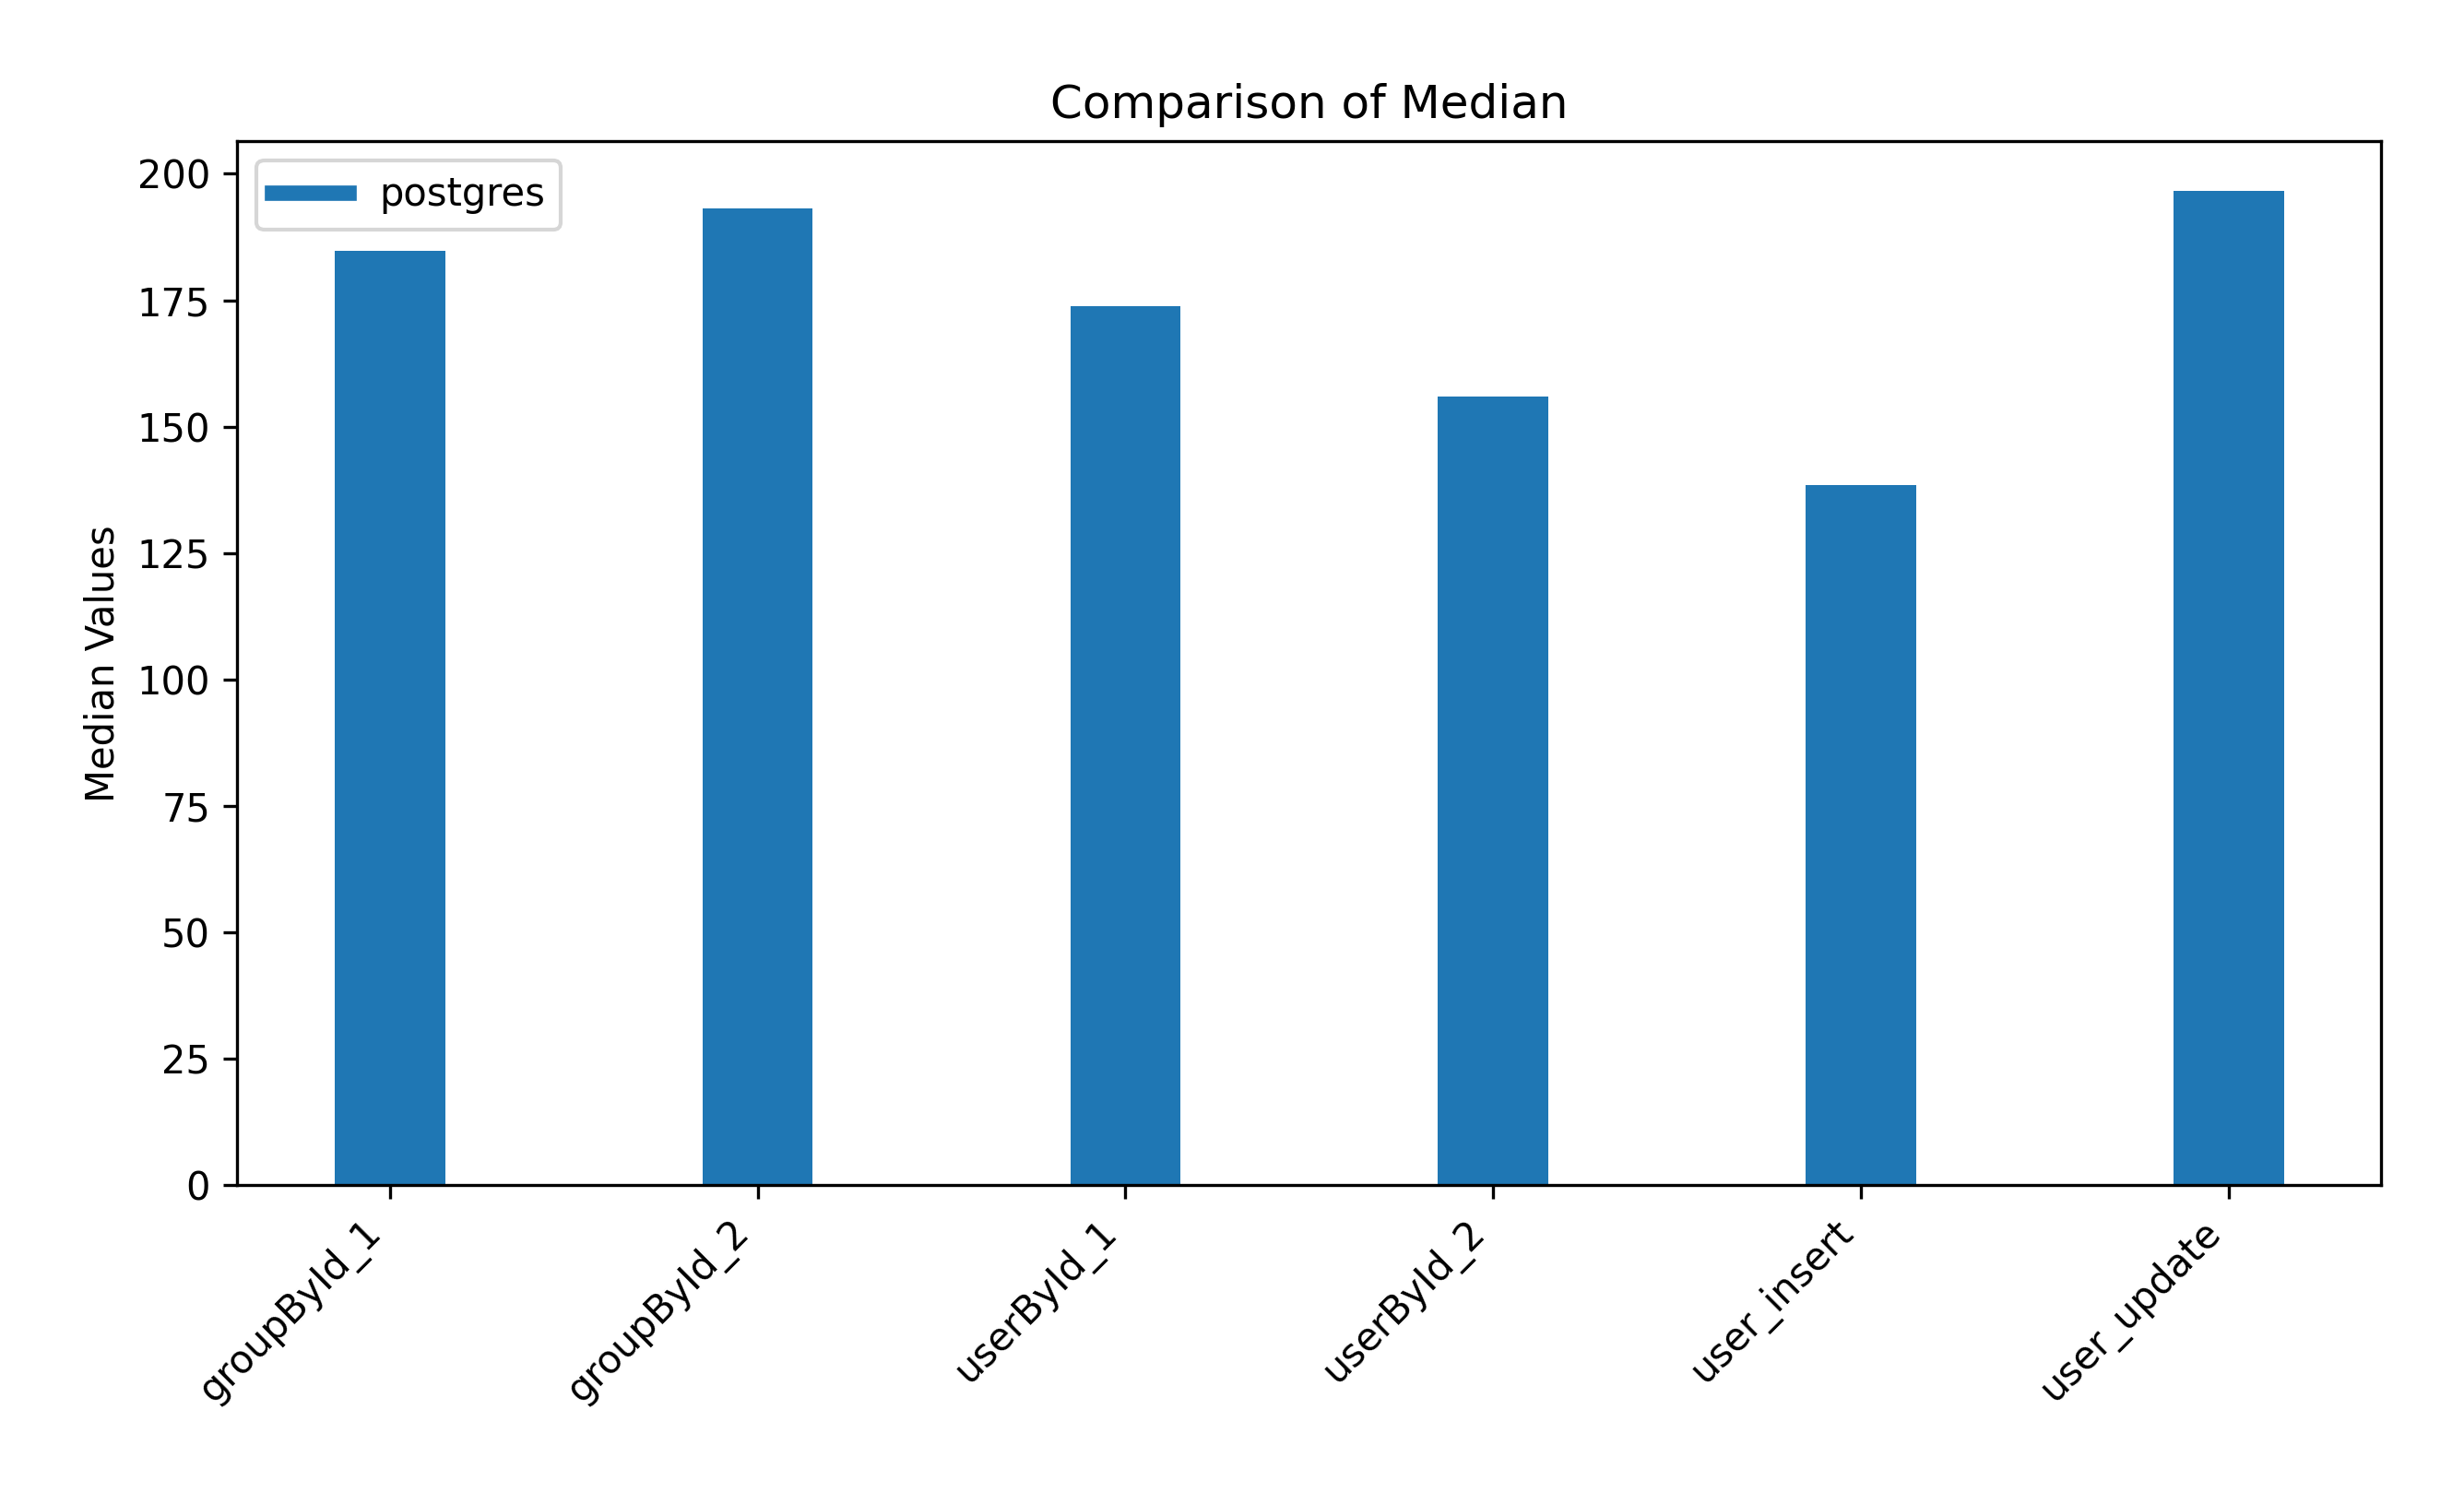 Comparison of Median
postgres
Median Values
200
175
150
125
100
75
50
25
0
groupById_1
groupById_2
userById_1
userById_2
user_insert
user_update